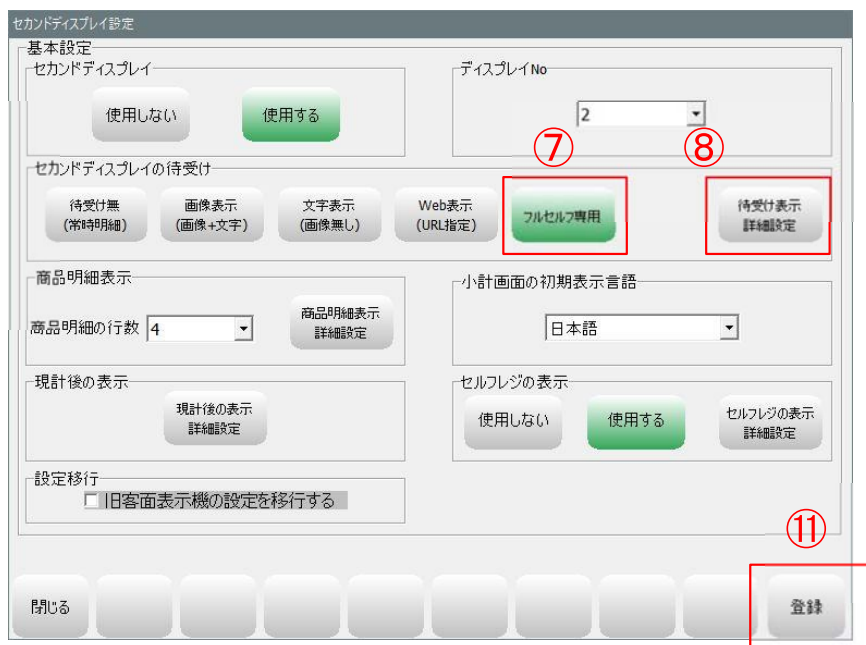 セカンドディスプレイ設定
基本設定
セカンドディスプレイ
使用しない
使用する
ディスプレイNo
2
⑦
⑧
セカンドディスプレイの待受け
待受け無
(常時明細)
画像表示
(画像+文字)
文字表示
(画像無し)
Web表示
(URL指定)
フルセルフ専用
待受け表示
詳細設定
商品明細表示
商品明細の行数
4
商品明細表示
詳細設定
小計画面の初期表示言語
日本語
現計後の表示
現計後の表示
詳細設定
セルフレジの表示
使用しない
使用する
セルフレジの表示
詳細設定
設定移行
旧客面表示機の設定を移行する
⑪
閉じる
登録